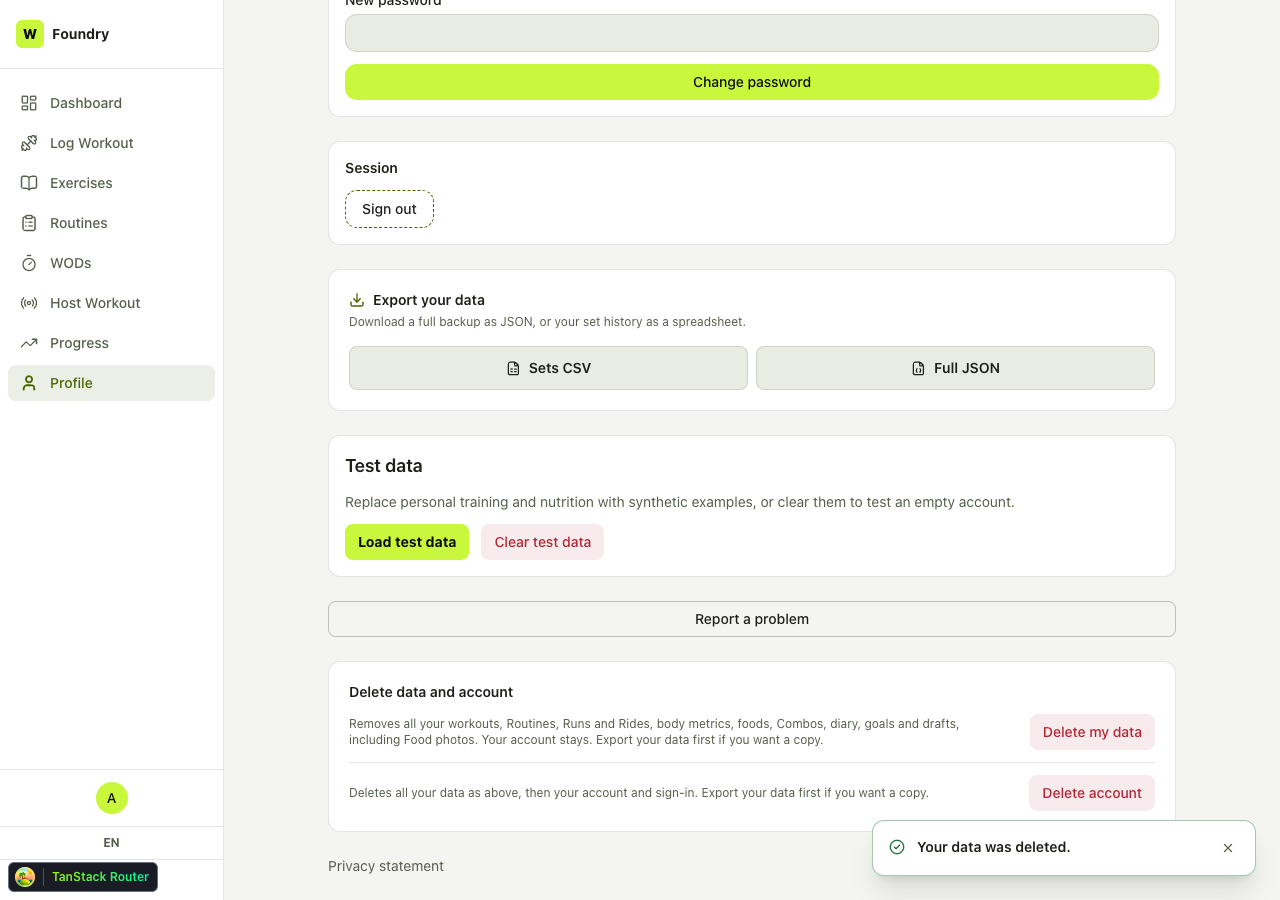 W Foundry
Dashboard
Log Workout
Exercises
Routines
WODs
Host Workout
Progress
Profile
A
EN
TanStack Router
New password
Change password
Session
Sign out
Export your data
Download a full backup as JSON, or your set history as a spreadsheet.
Sets CSV
Full JSON
Test data
Replace personal training and nutrition with synthetic examples, or clear them to test an empty account.
Load test data
Clear test data
Report a problem
Delete data and account
Removes all your workouts, Routines, Runs and Rides, body metrics, foods, Combos, diary, goals and drafts,
including Food photos. Your account stays. Export your data first if you want a copy.
Delete my data
Deletes all your data as above, then your account and sign-in. Export your data first if you want a copy.
Delete account
Your data was deleted.
Privacy statement